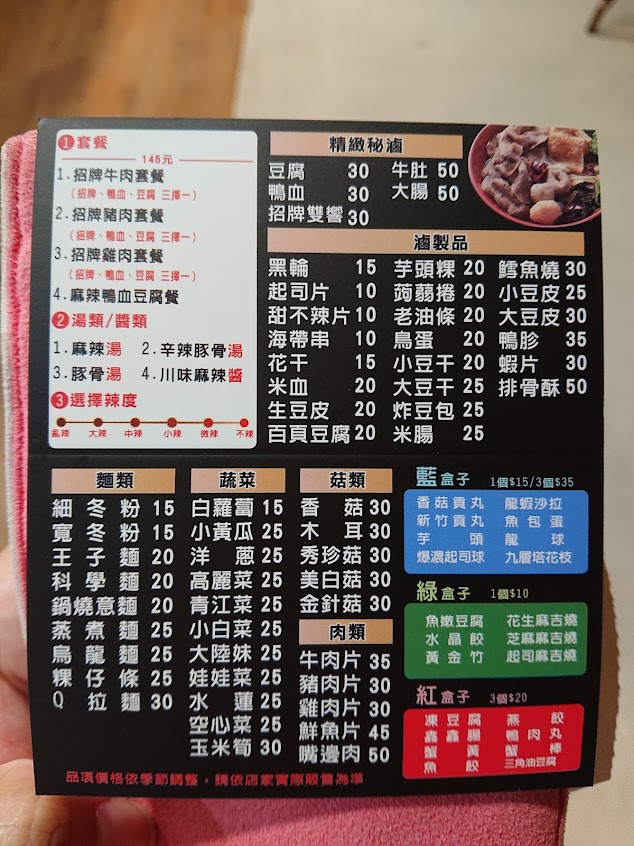 1 套餐
145元
1.招牌牛肉套餐
(招牌、鴨血、豆腐 三擇一)
2.招牌豬肉套餐
(招牌、鴨血、豆腐 三擇一)
3.招牌雞肉套餐
(招牌、鴨血、豆腐 三擇一)
4.麻辣鴨血豆腐餐
2 湯類/醬類
1.麻辣湯 2.辛辣豚骨湯
3.豚骨湯 4.川味麻辣醬
3 選擇辣度
亂辣 大辣 中辣 小辣 微辣 不辣
精緻秘滷
豆腐 30 牛肚 50
鴨血 30 大腸 50
招牌雙響 30
滷製品
黑輪 15 芋頭粿 20 鱈魚燒 30
起司片 10 蒟蒻捲 20 小豆皮 25
甜不辣片 10 老油條 20 大豆皮 30
海帶串 10 鳥蛋 20 鴨胗 35
花干 15 小豆干 20 蝦片 30
米血 20 大豆干 25 排骨酥 50
生豆皮 20 炸豆包 25
百頁豆腐 20 米腸 25
麵類
細冬粉 15
寬冬粉 15
王子麵 20
科學麵 20
鍋燒意麵 20
蒸煮麵 25
烏龍麵 25
粿仔條 25
Q拉麵 30
蔬菜
白蘿蔔 15
小黃瓜 25
洋蔥 25
高麗菜 25
青江菜 25
小白菜 25
大陸妹 25
娃娃菜 25
水蓮 25
空心菜 25
玉米筍 30
菇類
香菇 30
木耳 30
秀珍菇 30
美白菇 30
金針菇 30
肉類
牛肉片 35
豬肉片 30
雞肉片 30
鮮魚片 45
嘴邊肉 50
藍盒子 1個$15/3個$35
香菇貢丸 龍蝦沙拉
新竹貢丸 魚包蛋
芋頭 龍球
爆濃起司球 九層塔花枝
綠盒子 1個$10
魚嫩豆腐 花生麻吉燒
水晶餃 芝麻麻吉燒
黃金竹 起司麻吉燒
紅盒子 3個$20
凍豆腐 燕餃
鑫鑫腸 鴨肉丸
蟹黃 蟹棒
魚餃 三角油豆腐
品項價格依季節調整，請依店家實際販售為準